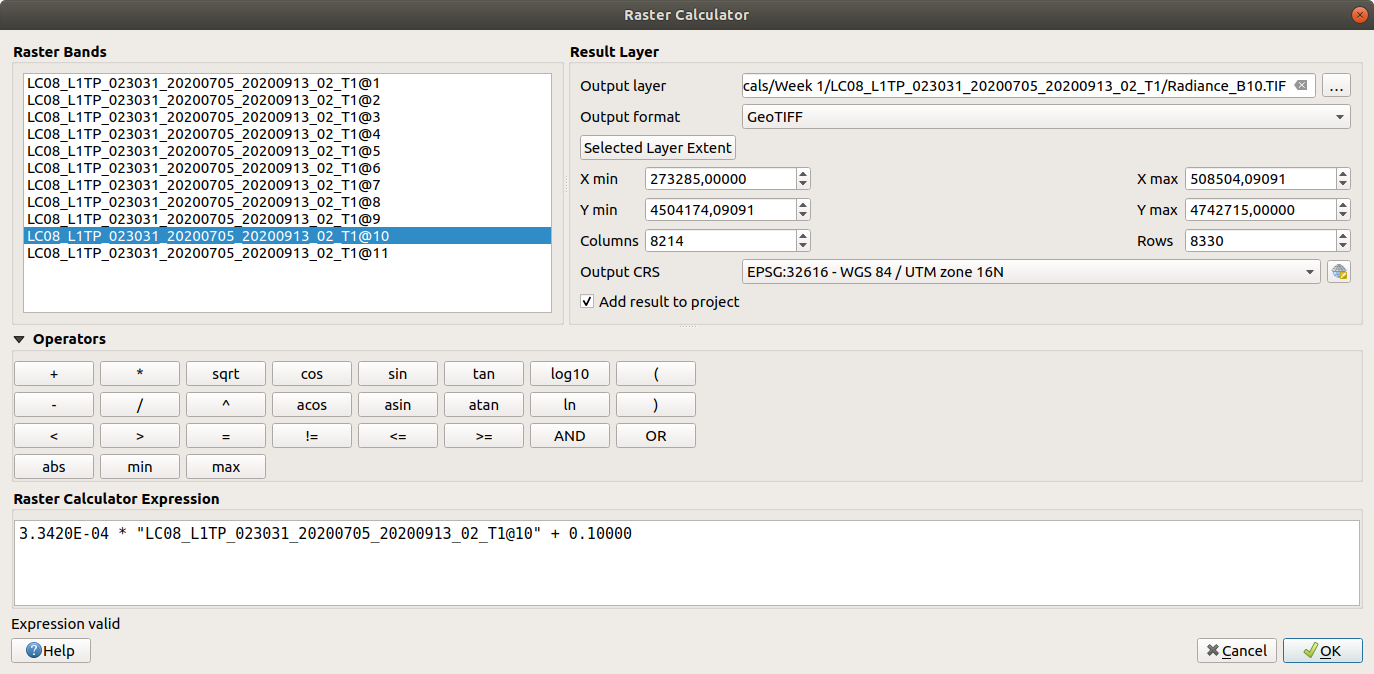 Raster Calculator
Raster Bands
LC08_L1TP_023031_20200705_20200913_02_T1@1
LC08_L1TP_023031_20200705_20200913_02_T1@2
LC08_L1TP_023031_20200705_20200913_02_T1@3
LC08_L1TP_023031_20200705_20200913_02_T1@4
LC08_L1TP_023031_20200705_20200913_02_T1@5
LC08_L1TP_023031_20200705_20200913_02_T1@6
LC08_L1TP_023031_20200705_20200913_02_T1@7
LC08_L1TP_023031_20200705_20200913_02_T1@8
LC08_L1TP_023031_20200705_20200913_02_T1@9
LC08_L1TP_023031_20200705_20200913_02_T1@10
LC08_L1TP_023031_20200705_20200913_02_T1@11
Result Layer
Output layer cals/Week 1/LC08_L1TP_023031_20200705_20200913_02_T1/Radiance_B10.TIF ...
Output format GeoTIFF
Selected Layer Extent
X min 273285,00000 X max 508504,09091
Y min 4504174,09091 Y max 4742715,00000
Columns 8214 Rows 8330
Output CRS EPSG:32616 - WGS 84 / UTM zone 16N
Add result to project
Operators
+ * sqrt cos sin tan log10 (
- / ^ acos asin atan ln )
< > = != <= >= AND OR
abs min max
Raster Calculator Expression
3.3420E-04 * "LC08_L1TP_023031_20200705_20200913_02_T1@10" + 0.10000
Expression valid
Help Cancel OK